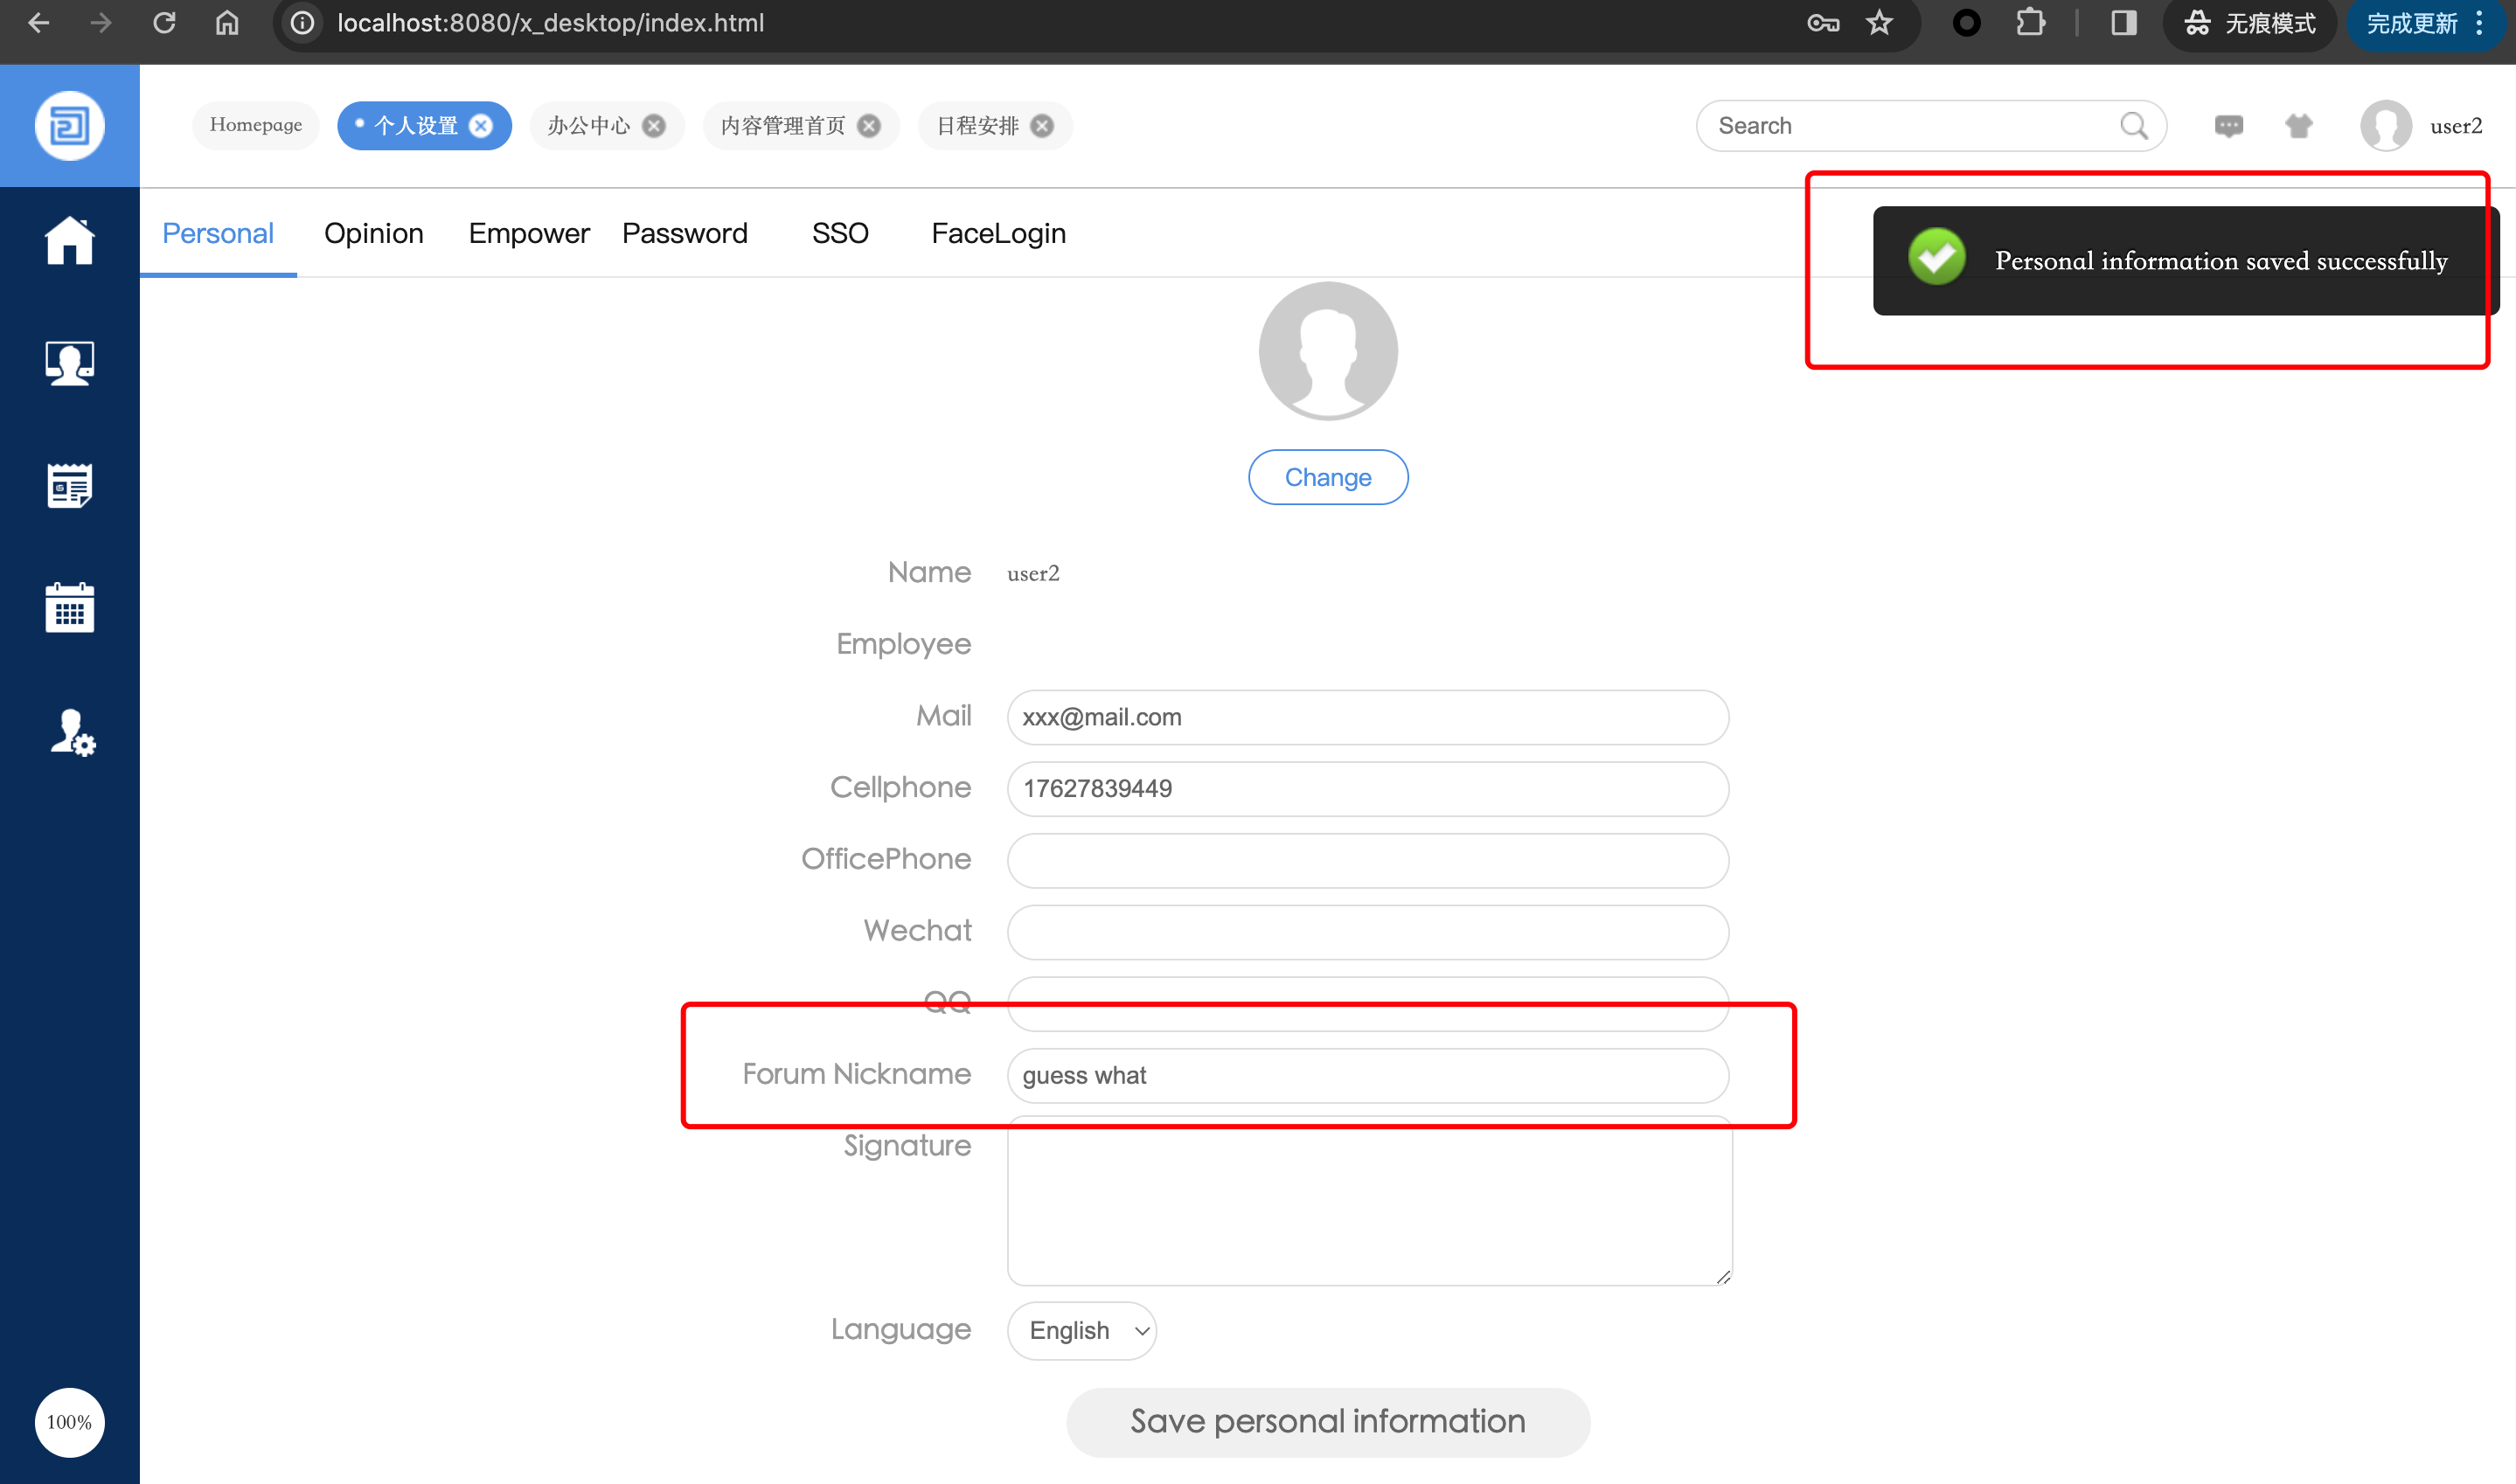 localhost:8080/x_desktop/index.html 无痕模式 完成更新
Homepage 个人设置 办公中心 内容管理首页 日程安排 Search user2
Personal Opinion Empower Password SSO FaceLogin
Personal information saved successfully
Change
Name user2
Employee
Mail xxx@mail.com
Cellphone 17627839449
OfficePhone
Wechat
QQ
Forum Nickname guess what
Signature
Language English
Save personal information
100%